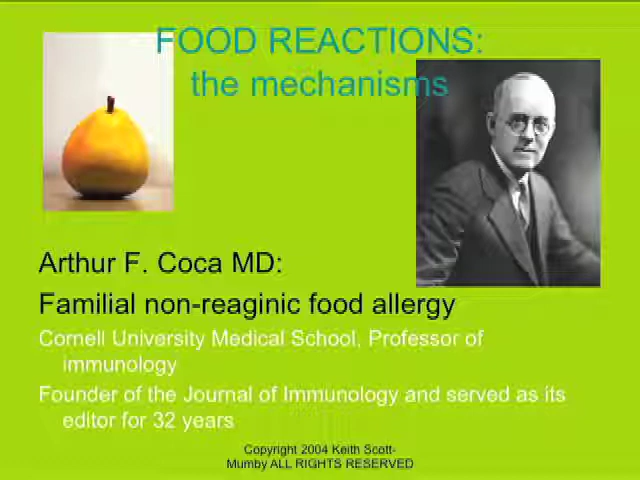 FOOD REACTIONS:
the mechanisms
Arthur F. Coca MD:
Familial non-reaginic food allergy
Cornell University Medical School, Professor of
immunology
Founder of the Journal of Immunology and served as its
editor for 32 years
Copyright 2004 Keith Scott-
Mumby ALL RIGHTS RESERVED